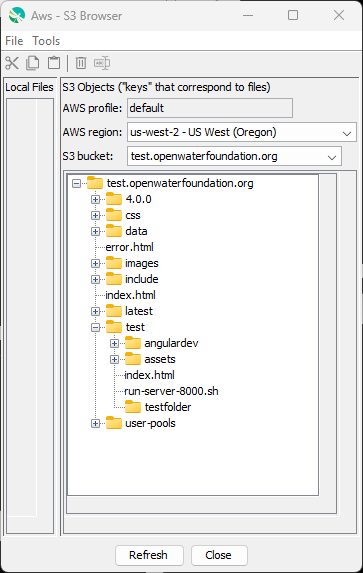 Aws - S3 Browser
File Tools
Local Files
S3 Objects ("keys" that correspond to files)
AWS profile: default
AWS region: us-west-2 - US West (Oregon)
S3 bucket: test.openwaterfoundation.org
test.openwaterfoundation.org
4.0.0
css
data
error.html
images
include
index.html
latest
test
angulardev
assets
index.html
run-server-8000.sh
testfolder
user-pools
Refresh Close